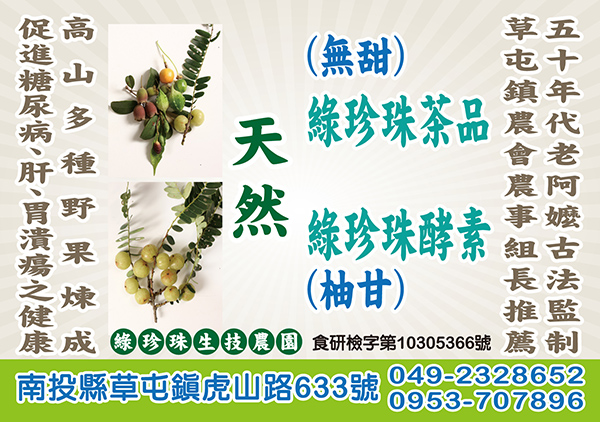 五十年代老阿嬤古法監制
草屯鎮農會農事組長推薦
(無甜)
綠珍珠茶品
綠珍珠酵素
(柚甘)
天然
高山多種野果煉成
促進糖尿病、肝、胃潰瘍之健康
綠珍珠生技農園
食研檢字第10305366號
南投縣草屯鎮虎山路633號
049-2328652
0953-707896